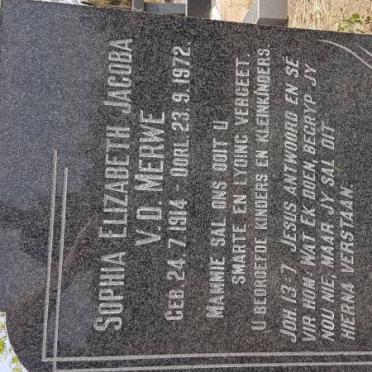 SOPHIA ELIZABETH JACOBA
V.D. MERWE
GEB. 24.7.1914 - OORL. 23.9.1972.
MAMMIE SAL ONS OOIT U
SMARTE EN LYDING VERGEET.
U BEDROEFDE KINDERS EN KLEINKINDERS.
JOH. 13:7 JESUS ANTWOORD EN SÊ
VIR HOM: WAT EK DOEN, BEGRYP JY
NOU NIE, MAAR JY SAL DIT
HIERNA VERSTAAN.